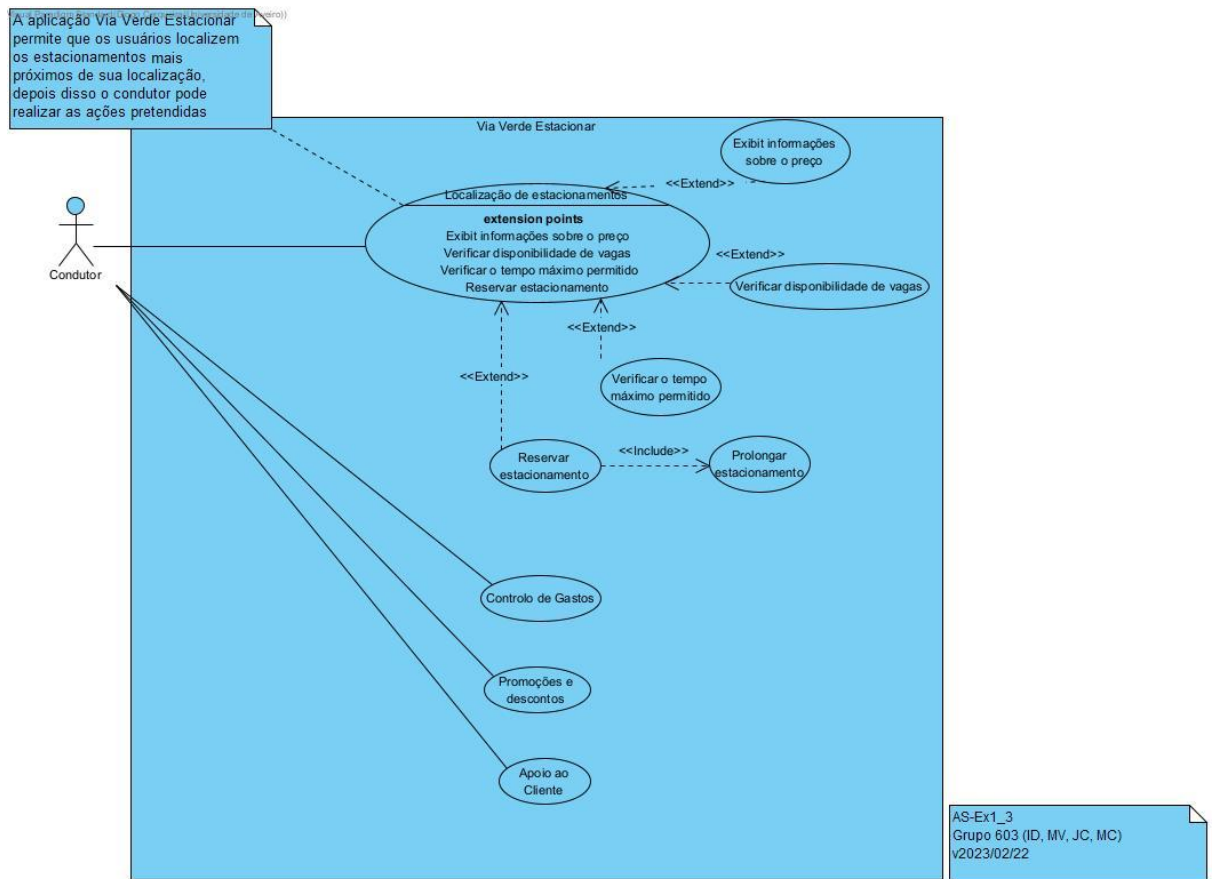 A aplicação Via Verde Estacionar
permite que os usuários localizem
os estacionamentos mais
próximos de sua localização,
depois disso o condutor pode
realizar as ações pretendidas
Via Verde Estacionar
Exibit informações
sobre o preço
<<Extend>>
Localização de estacionamentos
extension points
Exibit informações sobre o preço
Verificar disponibilidade de vagas
Verificar o tempo máximo permitido
Reservar estacionamento
Condutor
<<Extend>>
Verificar disponibilidade de vagas
<<Extend>>
<<Extend>>
Verificar o tempo
máximo permitido
Reservar
estacionamento
<<Include>>
Prolongar
estacionamento
Controlo de Gastos
Promoções e
descontos
Apoio ao
Cliente
AS-Ex1_3
Grupo 603 (ID, MV, JC, MC)
v2023/02/22